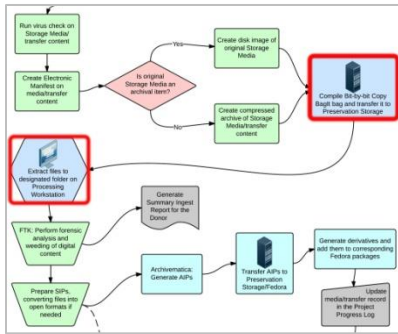 Run virus check on
Storage Media/
transfer content
Create Electronic
Manifest on
media/transfer
content
Is original
Storage Media an
archival item?
Yes
No
Create disk image of
original Storage
Media
Create compressed
archive of Storage
Media/transfer
content
Compile Bit-by-bit Copy
BagIt bag and transfer it to
Preservation Storage
Extract files to
designated folder on
Processing
Workstation
Generate
Summary Ingest
Report for the
Donor
FTK: Perform forensic
analysis and
weeding of digital
content
Prepare SIPs,
converting files into
open formats if
needed
Archivematica:
Generate AIPs
Transfer AIPs to
Preservation
Storage/Fedora
Generate derivatives and
add them to corresponding
Fedora packages
Update
media/transfer record
in the Project
Progress Log